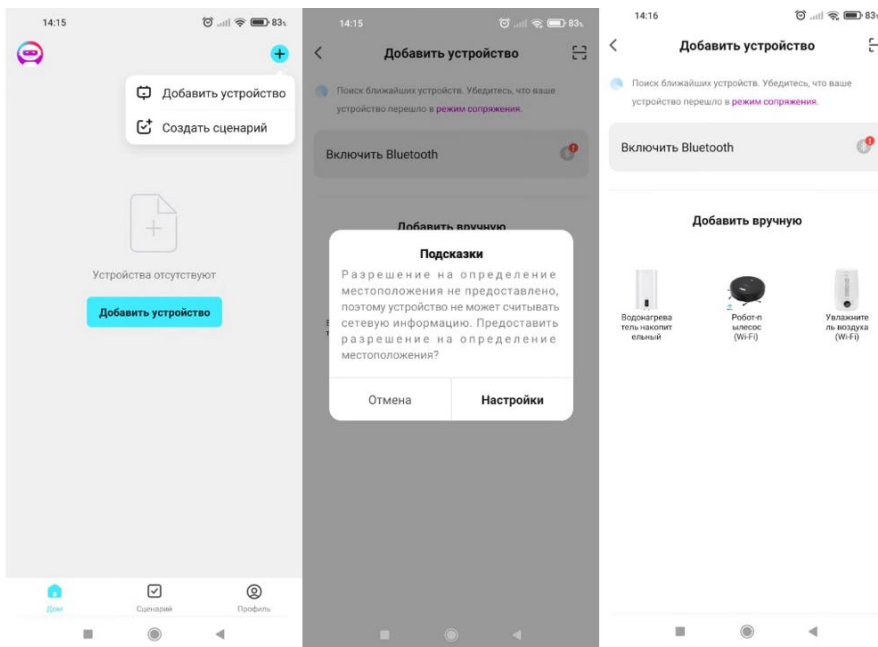 14:15
83
Добавить устройство
Создать сценарий
Устройства отсутствуют
Добавить устройство
Дом
Сценарий
Профиль
14:15
83
Добавить устройство
Поиск ближайших устройств. Убедитесь, что ваше
устройство перешло в режим сопряжения.
Включить Bluetooth
Добавить вручную
Подсказки
Разрешение на определение
местоположения не предоставлено,
поэтому устройство не может считывать
сетевую информацию. Предоставить
разрешение на определение
местоположения?
Отмена
Настройки
14:16
83
Добавить устройство
Поиск ближайших устройств. Убедитесь, что ваше
устройство перешло в режим сопряжения.
Включить Bluetooth
Добавить вручную
Водонагрева
тель накопит
ельный
Робот-п
ылесос
(Wi-Fi)
Увлажните
ль воздуха
(Wi-Fi)